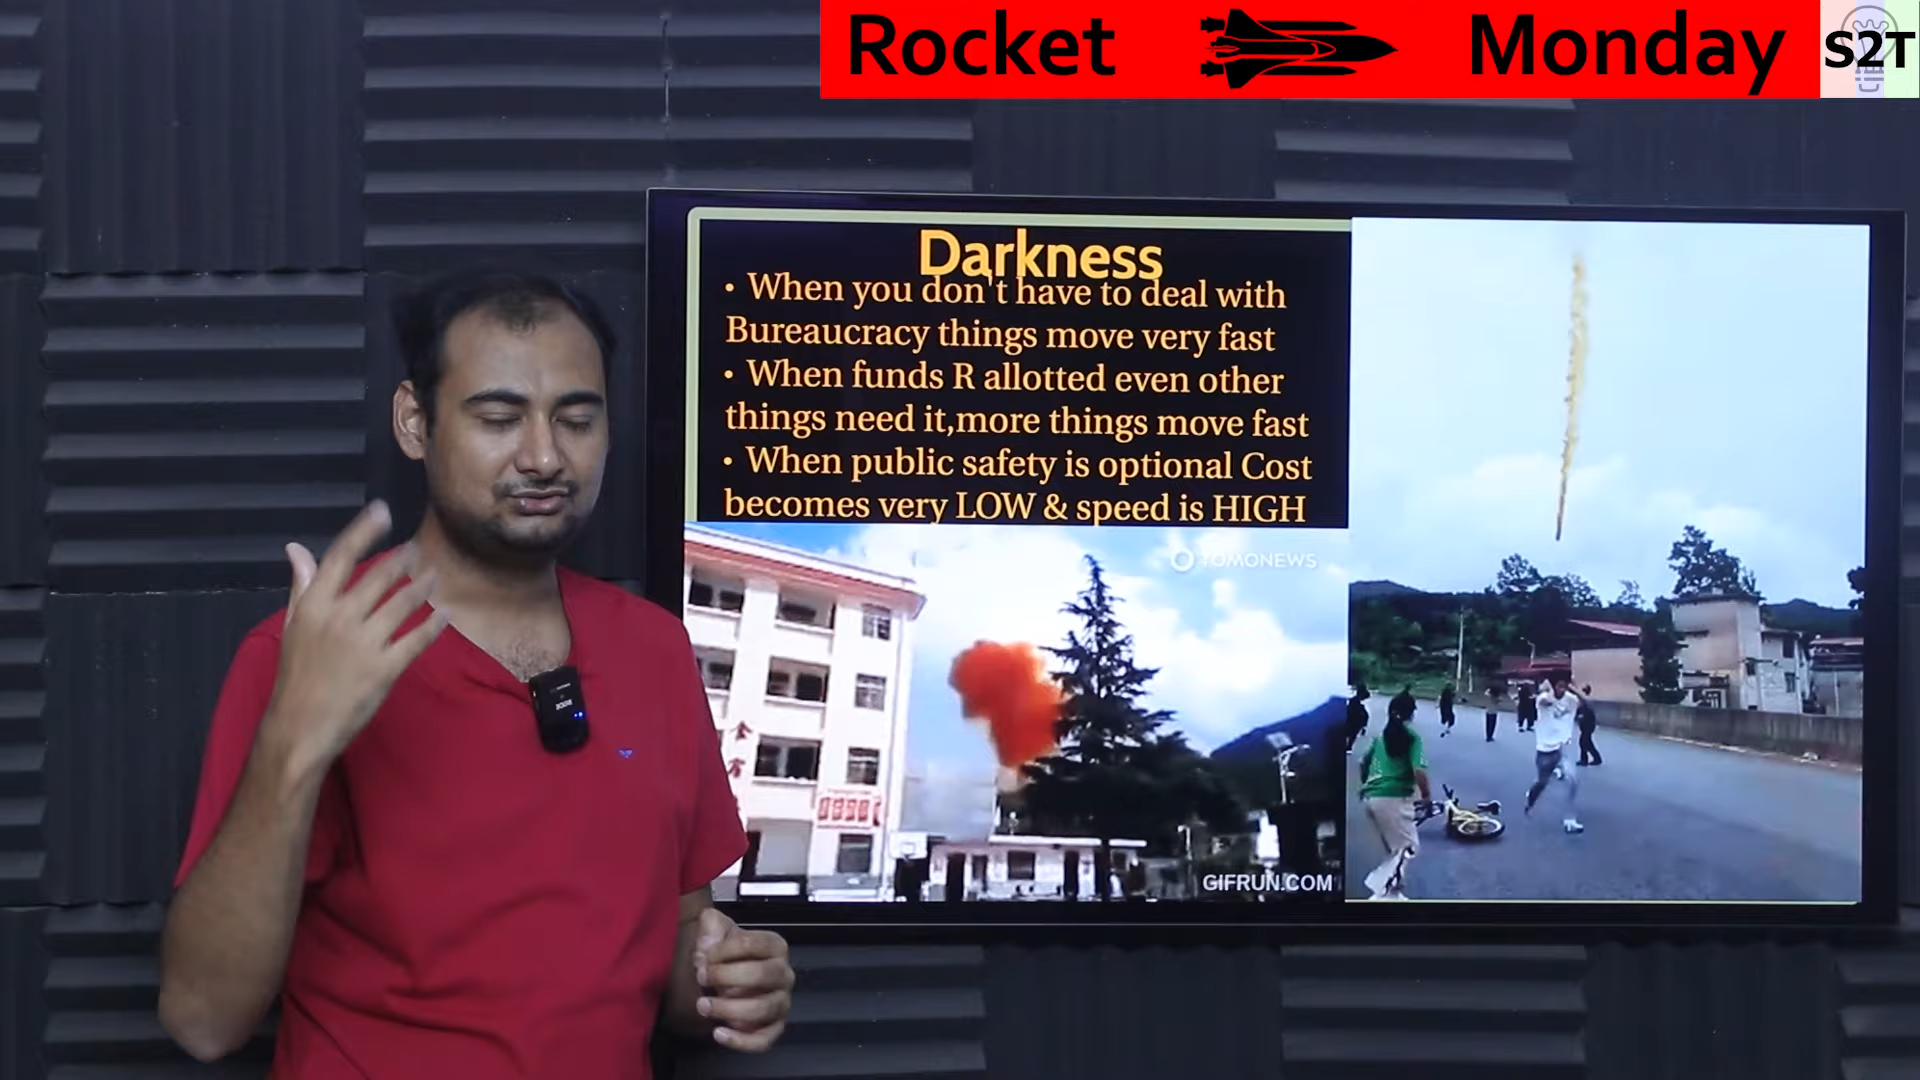 Rocket Monday
S2T
Darkness
• When you don't have to deal with
Bureaucracy things move very fast
• When funds R allotted even other
things need it,more things move fast
• When public safety is optional Cost
becomes very LOW & speed is HIGH
TOMONEWS
GIFRUN.COM
RODE